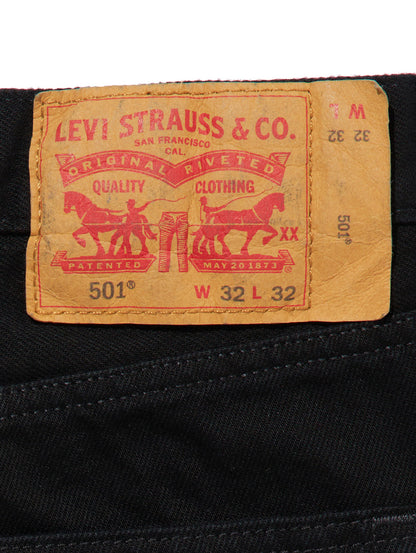 LEVI STRAUSS & CO.
SAN FRANCISCO
CAL.
ORIGINAL RIVETED
QUALITY CLOTHING
XX
PATENTED MAY 20 1873
501® W 32 L 32
W L
32 32
501®